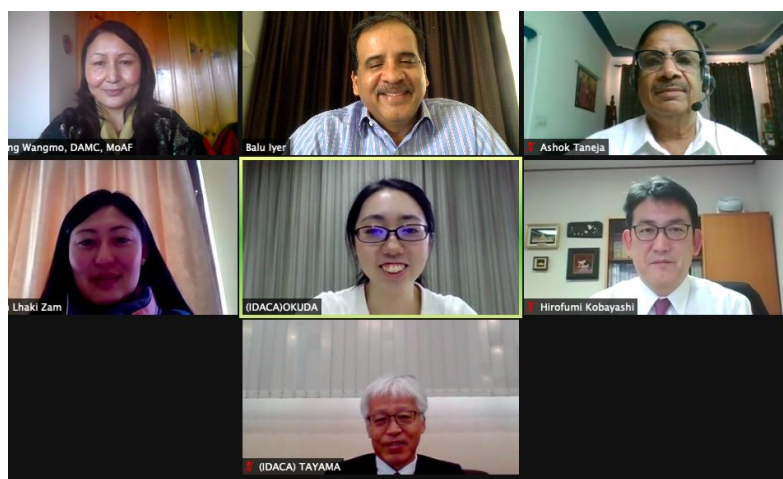 ng Wangmo, DAMC, MoAF
Balu Iyer
Ashok Taneja
Lhaki Zam
(IDACA)OKUDA
Hirofumi Kobayashi
(IDACA) TAYAMA